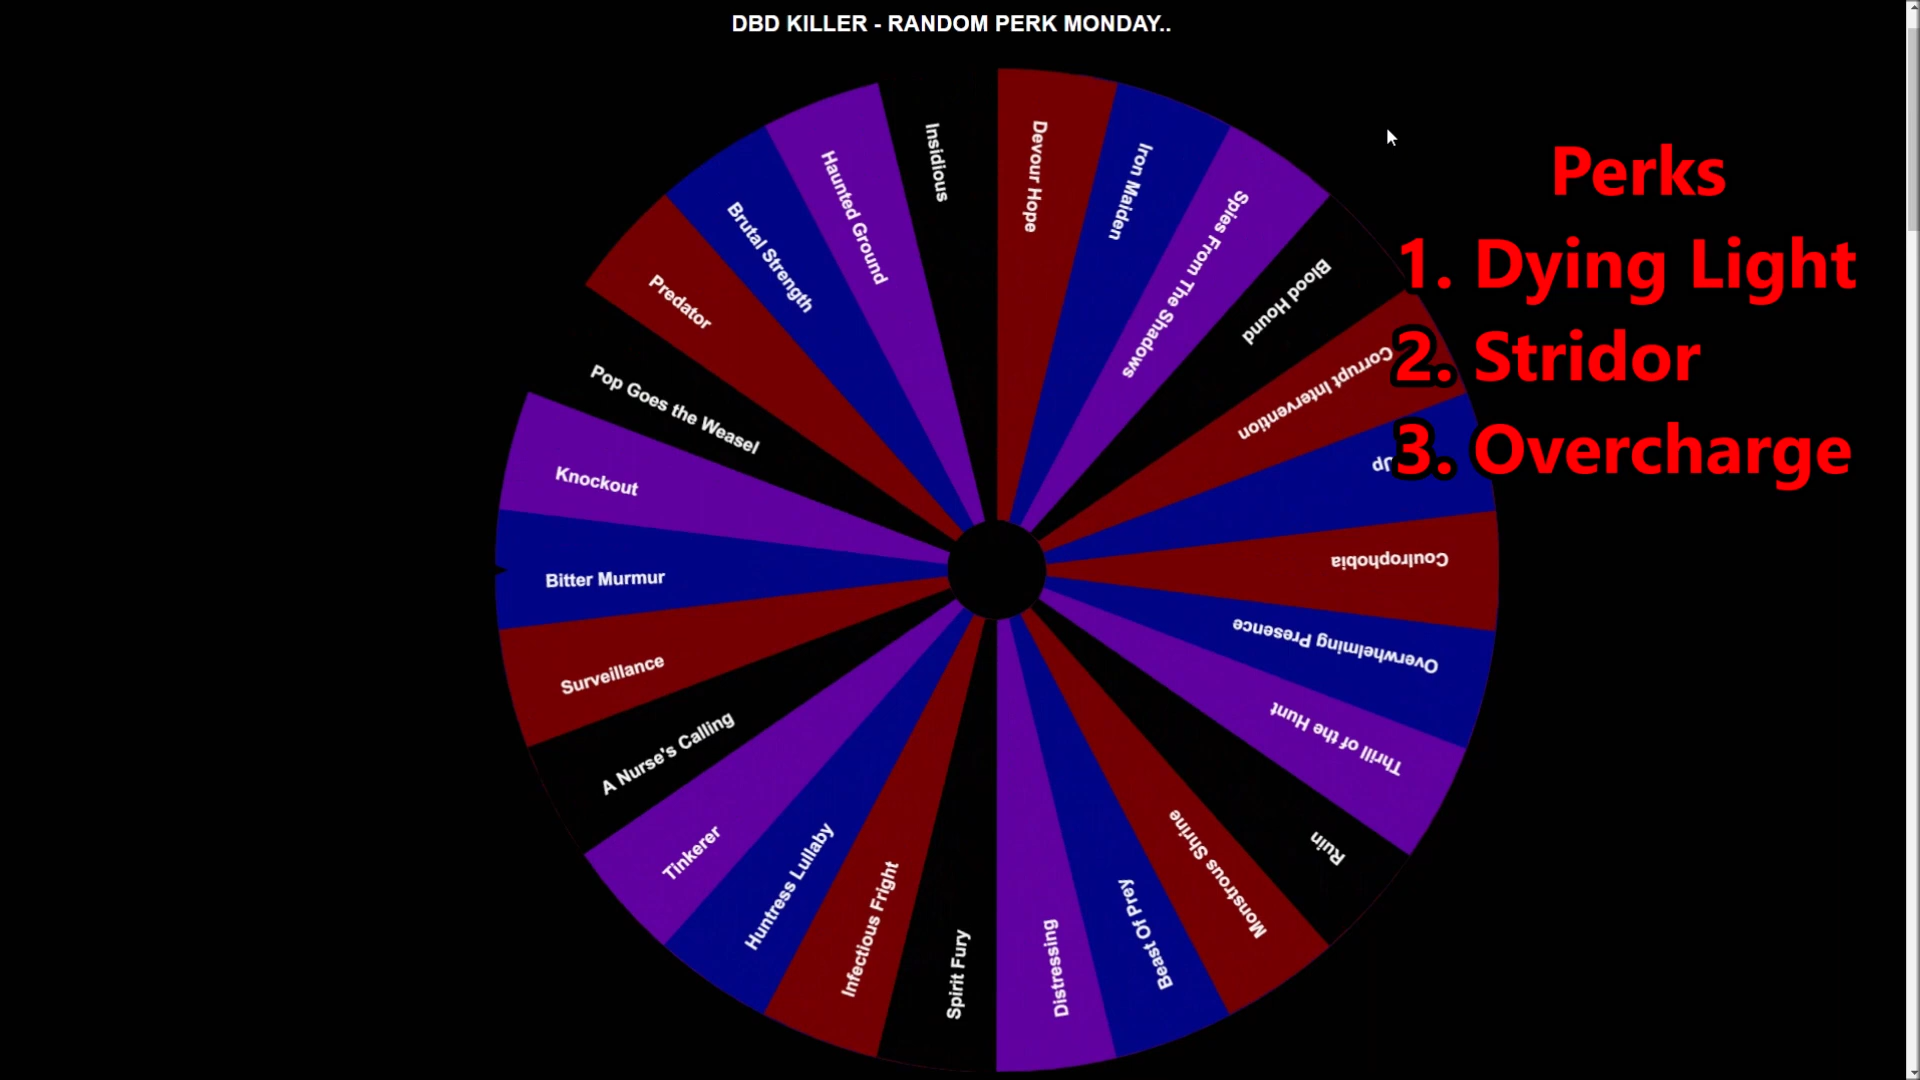 DBD KILLER - RANDOM PERK MONDAY..
Perks
1. Dying Light
2. Stridor
3. Overcharge
Devour Hope
Iron Maiden
Spies From The Shadows
Blood Hound
Corrupt Intervention
Up
Coulrophobia
Overwhelming Presence
Thrill of the Hunt
Ruin
Monstrous Shrine
Beast Of Prey
Distressing
Spirit Fury
Infectious Fright
Huntress Lullaby
Tinkerer
A Nurse's Calling
Surveillance
Bitter Murmur
Knockout
Pop Goes the Weasel
Predator
Brutal Strength
Haunted Ground
Insidious